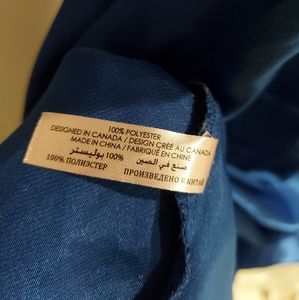 100% POLYESTER
DESIGNED IN CANADA / DESIGN CRÉÉ AU CANADA
MADE IN CHINA / FABRIQUÉ EN CHINE
100% بوليستر صنع في الصين
100% ПОЛИЭСТЕР ПРОИЗВЕДЕНО В КИТАЕ